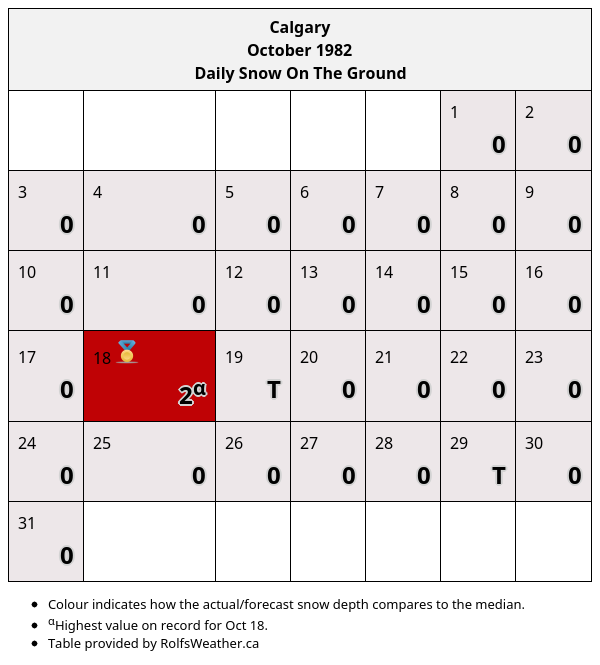 Calgary
October 1982
Daily Snow On The Ground
1 2
0 0
3 4 5 6 7 8 9
0 0 0 0 0 0 0
10 11 12 13 14 15 16
0 0 0 0 0 0 0
17 18 19 20 21 22 23
0 2α T 0 0 0 0
24 25 26 27 28 29 30
0 0 0 0 0 T 0
31
0
• Colour indicates how the actual/forecast snow depth compares to the median.
• αHighest value on record for Oct 18.
• Table provided by RolfsWeather.ca